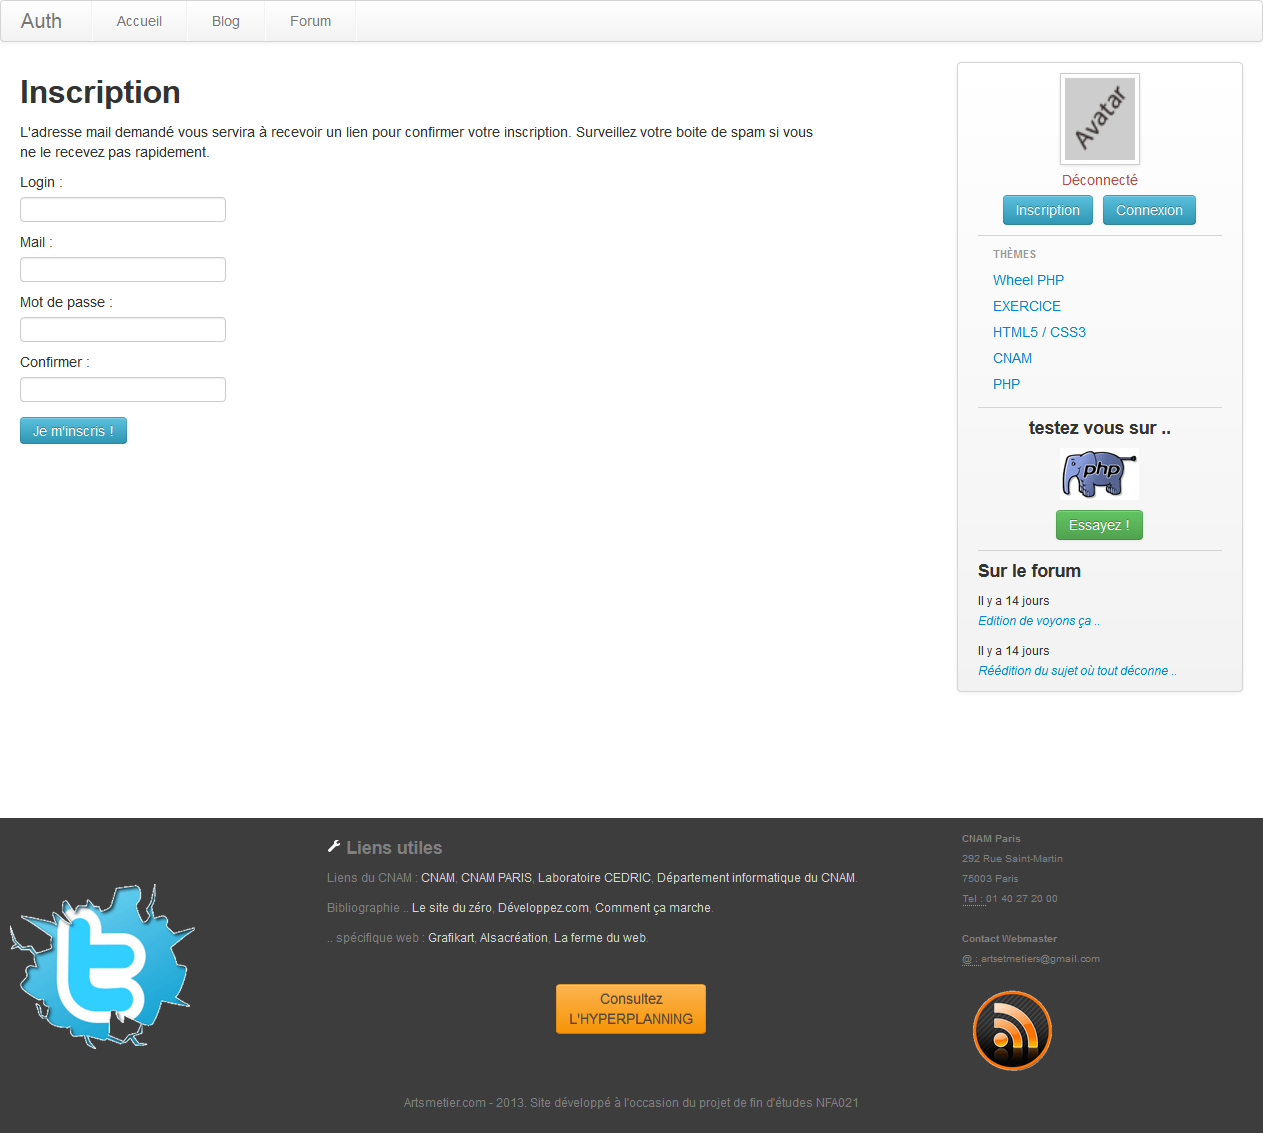 Auth Accueil Blog Forum
Inscription
L'adresse mail demandé vous servira à recevoir un lien pour confirmer votre inscription. Surveillez votre boite de spam si vous
ne le recevez pas rapidement.
Login :
Mail :
Mot de passe :
Confirmer :
Je m'inscris !
Avatar
Déconnecté
Inscription Connexion
THÈMES
Wheel PHP
EXERCICE
HTML5 / CSS3
CNAM
PHP
testez vous sur ..
php
Essayez !
Sur le forum
Il y a 14 jours
Edition de voyons ça ..
Il y a 14 jours
Réédition du sujet où tout déconne ..
Liens utiles
Liens du CNAM : CNAM, CNAM PARIS, Laboratoire CEDRIC, Département informatique du CNAM.
Bibliographie .. Le site du zéro, Développez.com, Comment ça marche.
.. spécifique web : Grafikart, Alsacréation, La ferme du web.
Consultez
L'HYPERPLANNING
CNAM Paris
292 Rue Saint-Martin
75003 Paris
Tel : 01 40 27 20 00
Contact Webmaster
@ : artsetmetiers@gmail.com
Artsmetier.com - 2013. Site développé à l'occasion du projet de fin d'études NFA021